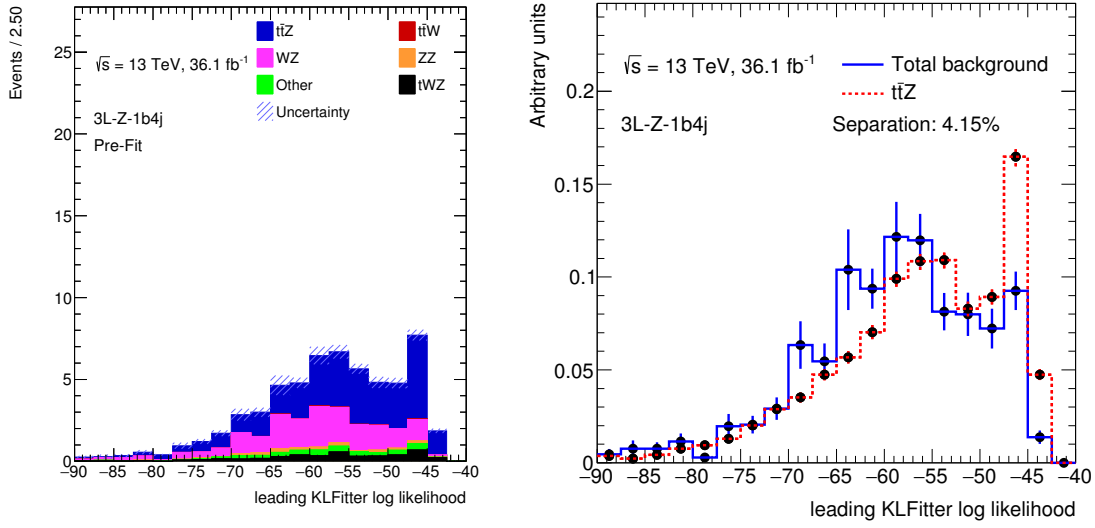 Events / 2.50
25
20
15
10
5
0
tt̄Z
tt̄W
WZ
ZZ
Other
tWZ
Uncertainty
√s = 13 TeV, 36.1 fb⁻¹
3L-Z-1b4j
Pre-Fit
−90 −85 −80 −75 −70 −65 −60 −55 −50 −45 −40
leading KLFitter log likelihood
Arbitrary units
0.2
0.15
0.1
0.05
0
√s = 13 TeV, 36.1 fb⁻¹
Total background
tt̄Z
3L-Z-1b4j
Separation: 4.15%
−90 −85 −80 −75 −70 −65 −60 −55 −50 −45 −40
leading KLFitter log likelihood